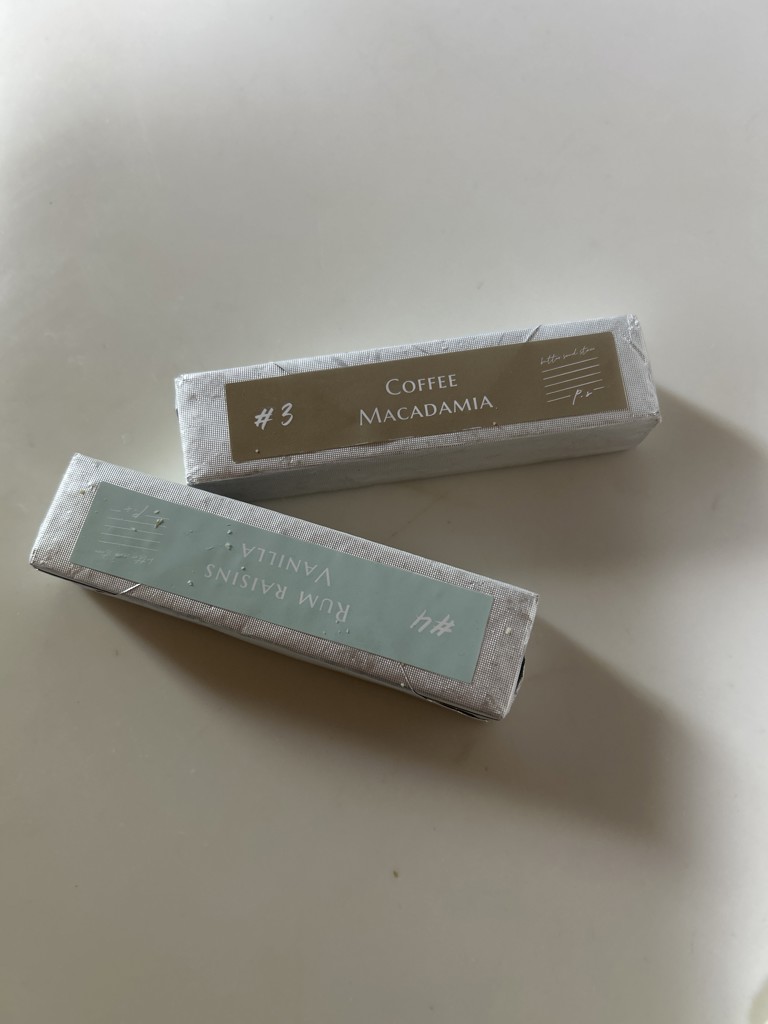 #3
COFFEE
MACADAMIA
P.S
#4
RUM RAISINS
VANILLA
P.S